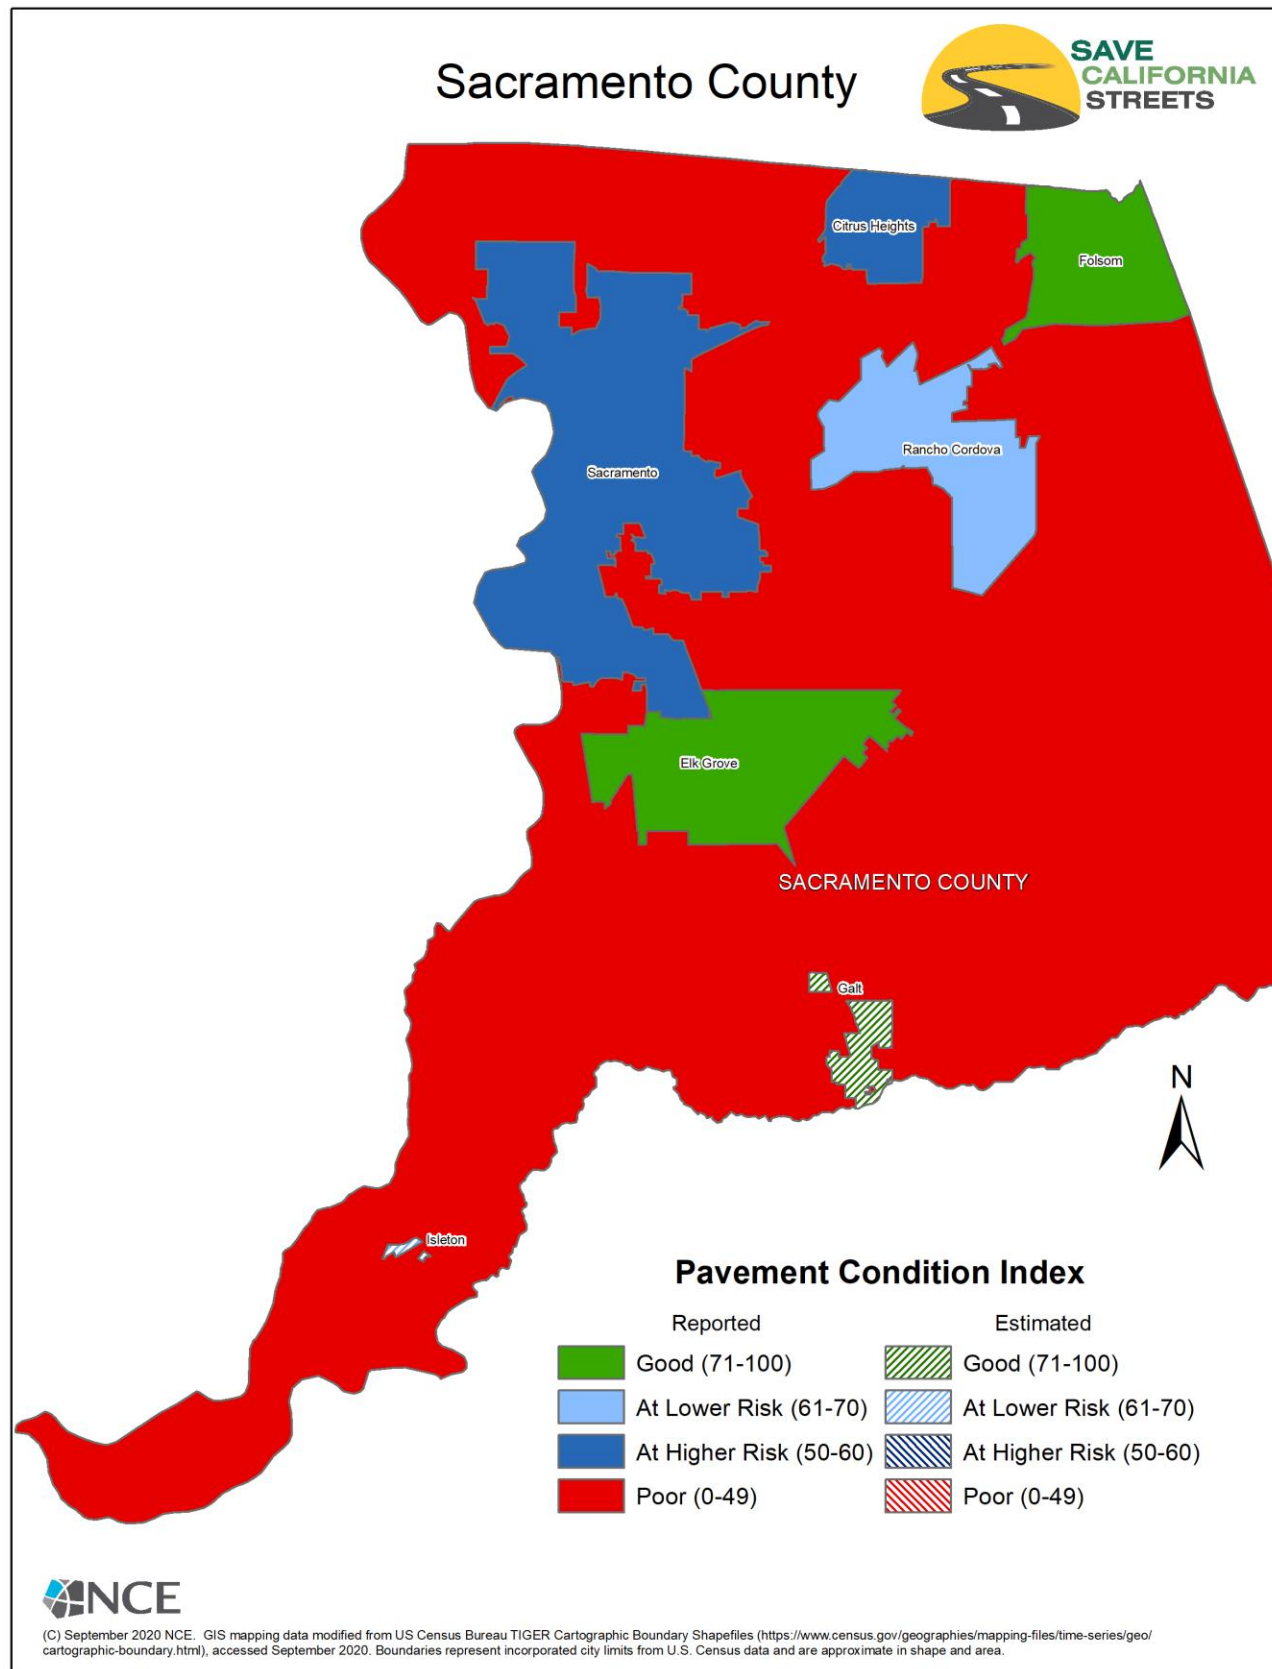 Sacramento County
SAVE
CALIFORNIA
STREETS
Citrus Heights
Folsom
Rancho Cordova
Sacramento
Elk Grove
SACRAMENTO COUNTY
Galt
N
Isleton
Pavement Condition Index
Reported Estimated
Good (71-100) Good (71-100)
At Lower Risk (61-70) At Lower Risk (61-70)
At Higher Risk (50-60) At Higher Risk (50-60)
Poor (0-49) Poor (0-49)
NCE
(C) September 2020 NCE. GIS mapping data modified from US Census Bureau TIGER Cartographic Boundary Shapefiles (https://www.census.gov/geographies/mapping-files/time-series/geo/
cartographic-boundary.html), accessed September 2020. Boundaries represent incorporated city limits from U.S. Census data and are approximate in shape and area.